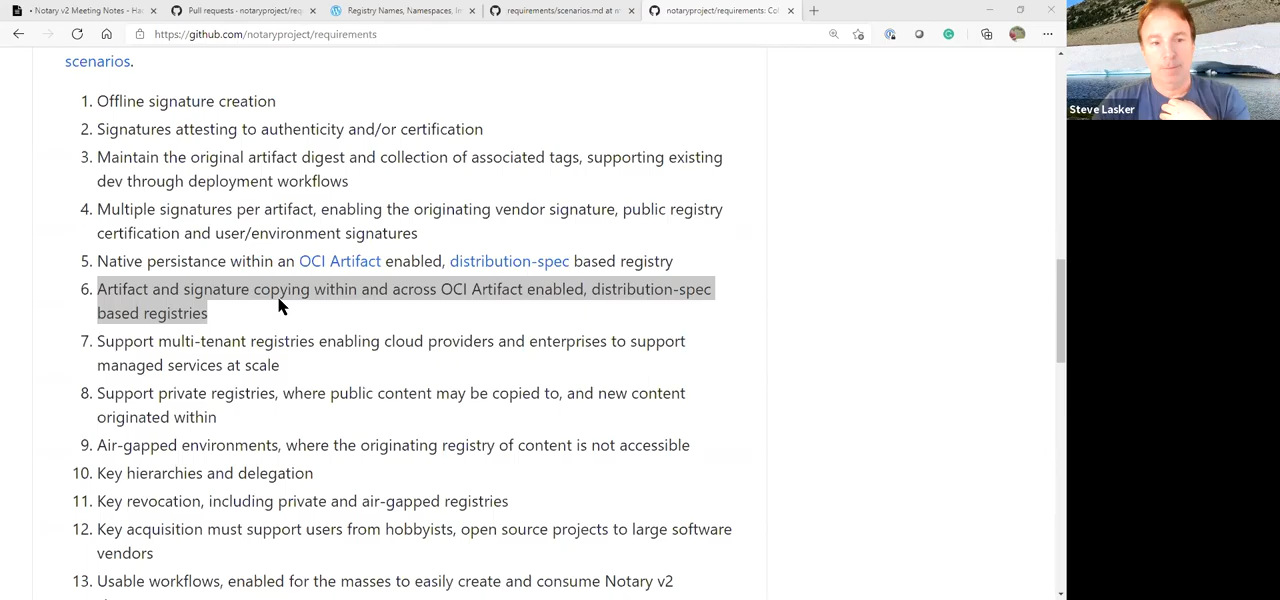 Notary v2 Meeting Notes - Ha
Pull requests - notaryproject/req
Registry Names, Namespaces, Im
requirements/scenarios.md at m
notaryproject/requirements: Col
https://github.com/notaryproject/requirements
Steve Lasker
scenarios.
1. Offline signature creation
2. Signatures attesting to authenticity and/or certification
3. Maintain the original artifact digest and collection of associated tags, supporting existing
dev through deployment workflows
4. Multiple signatures per artifact, enabling the originating vendor signature, public registry
certification and user/environment signatures
5. Native persistance within an OCI Artifact enabled, distribution-spec based registry
6. Artifact and signature copying within and across OCI Artifact enabled, distribution-spec
based registries
7. Support multi-tenant registries enabling cloud providers and enterprises to support
managed services at scale
8. Support private registries, where public content may be copied to, and new content
originated within
9. Air-gapped environments, where the originating registry of content is not accessible
10. Key hierarchies and delegation
11. Key revocation, including private and air-gapped registries
12. Key acquisition must support users from hobbyists, open source projects to large software
vendors
13. Usable workflows, enabled for the masses to easily create and consume Notary v2